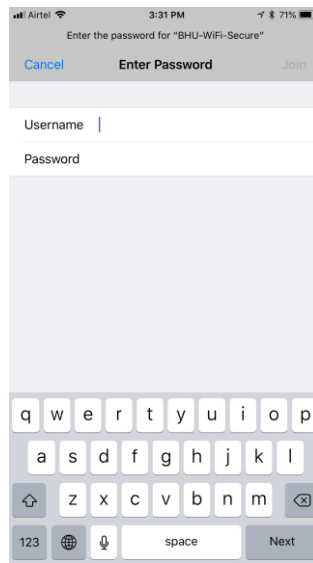 Airtel 3:31 PM 71%
Enter the password for "BHU-WiFi-Secure"
Cancel Enter Password Join
Username
Password
q w e r t y u i o p
a s d f g h j k l
z x c v b n m
123 space Next